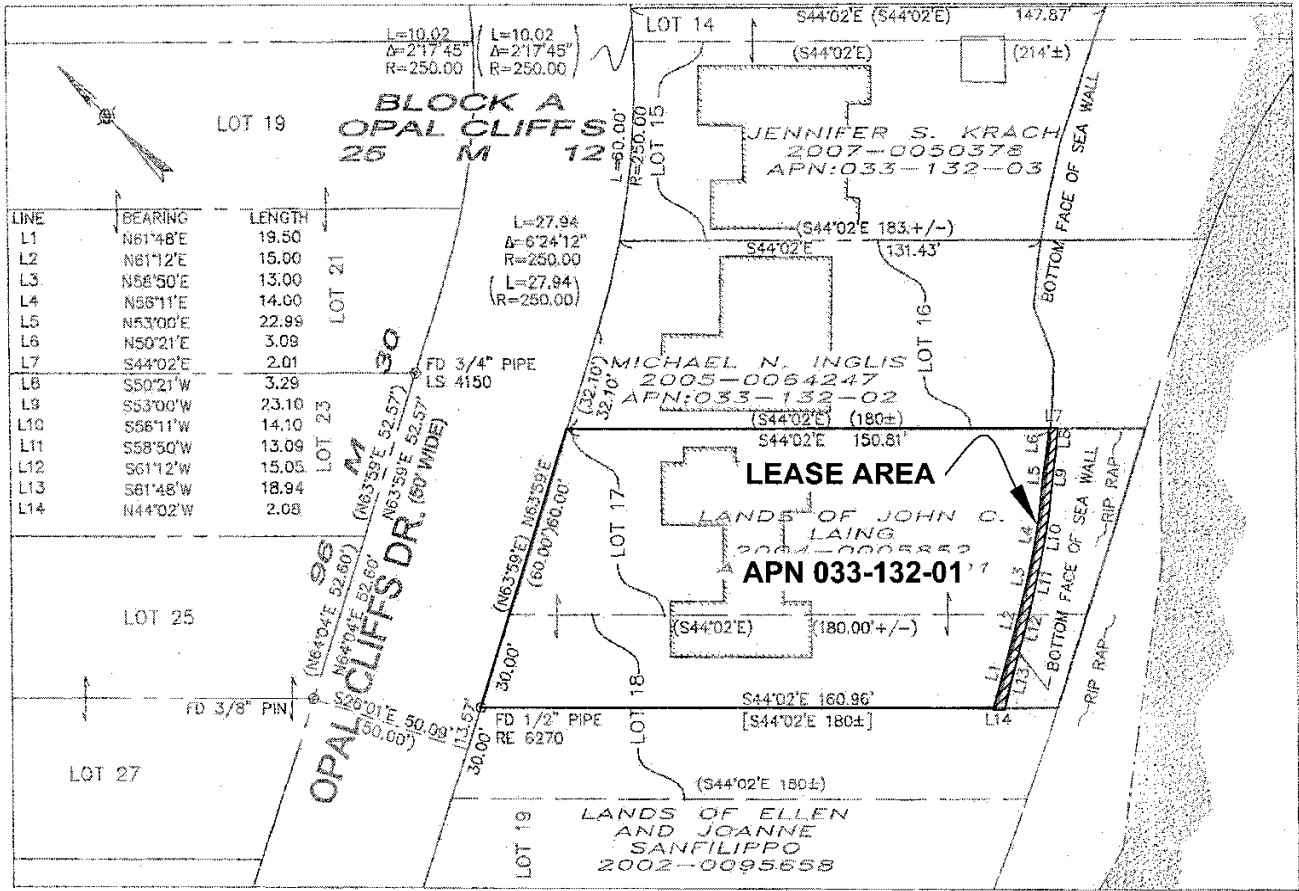 LOT 14
S44°02'E (S44°02'E)
147.87'
(S44°02'E)
(214'±)
L=10.02
Δ=2°17'45"
R=250.00
(L=10.02
Δ=2°17'45"
R=250.00)
LOT 19
BLOCK A
OPAL CLIFFS
25 M 12
L=60.00'
R=250.00
LOT 15
JENNIFER S. KRACH
2007-0050378
APN:033-132-03
BOTTOM FACE OF SEA WALL
LINE BEARING LENGTH
L1 N61°48'E 19.50
L2 N61°12'E 15.00
L3 N58°50'E 13.00
L4 N56°11'E 14.00
L5 N53°00'E 22.99
L6 N50°21'E 3.09
L7 S44°02'E 2.01
L8 S50°21'W 3.29
L9 S53°00'W 23.10
L10 S56°11'W 14.10
L11 S58°50'W 13.09
L12 S61°12'W 15.05
L13 S61°48'W 18.94
L14 N44°02'W 2.08
LOT 21
LOT 23
L=27.94
Δ=6°24'12"
R=250.00
(L=27.94)
R=250.00)
(S44°02'E 183.+/-)
S44°02'E
131.43'
LOT 16
FD 3/4" PIPE
LS 4150
(32.10')
32.10'
MICHAEL N. INGLIS
2005-0064247
APN:033-132-02
(S44°02'E) (180±)
S44°02'E 150.81'
LEASE AREA
LANDS OF JOHN C.
LAING
2004-0005852
APN 033-132-01
L7
L6
L8
L5
L9
L4
L10
L3
L11
L2
L12
L1
L13
L14
BOTTOM FACE OF SEA WALL
RIP RAP
RIP RAP
96 M 30
(N63°59'E 52.57')
N63°59'E 52.57'
(N64°04'E 52.60')
N64°04'E 52.60'
OPAL CLIFFS DR. (50' WIDE)
(N63°59'E) N63°59'E
(60.00')60.00'
LOT 17
30.00'
(S44°02'E)
(180.00'+/-)
LOT 18
LOT 25
FD 3/8" PIN
S26°01'E 50.09'
(50.00')
(13.57'
30.00'
FD 1/2" PIPE
RE 6270
S44°02'E 160.96'
[S44°02'E 180±]
LOT 27
(S44°02'E 180±)
LOT 19
LANDS OF ELLEN
AND JOANNE
SANFILIPPO
2002-0095658